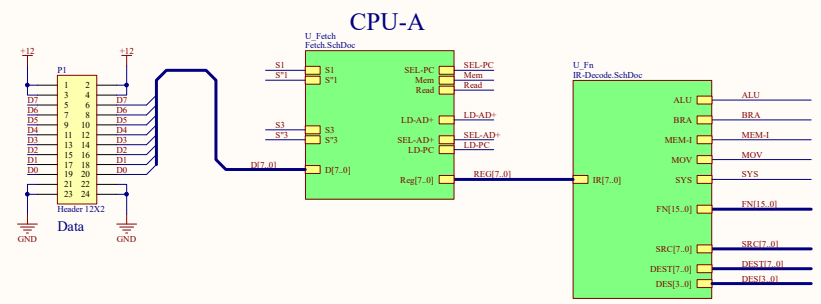 CPU-A
+12
+12
P1
1 2
3 4
D7 5 6 D7
D6 7 8 D6
D5 9 10 D5
D4 11 12 D4
D3 13 14 D3
D2 15 16 D2
D1 17 18 D1
D0 19 20 D0
21 22
23 24
Header 12X2
GND
Data
GND
D[7..0]
U_Fetch
Fetch.SchDoc
S1 S1 SEL-PC SEL-PC
S"1 S"1 Mem Mem
Read Read
LD-AD+ LD-AD+
S3 S3
S"3 S"3 SEL-AD+ SEL-AD+
LD-PC LD-PC
D[7..0] Reg[7..0] REG[7..0]
U_Fn
IR-Decode.SchDoc
ALU ALU
BRA BRA
MEM-I MEM-I
MOV MOV
IR[7..0] SYS SYS
FN[15..0] FN[15..0]
SRC[7..0] SRC[7..0]
DEST[7..0] DEST[7..0]
DES[3..0] DES[3..0]